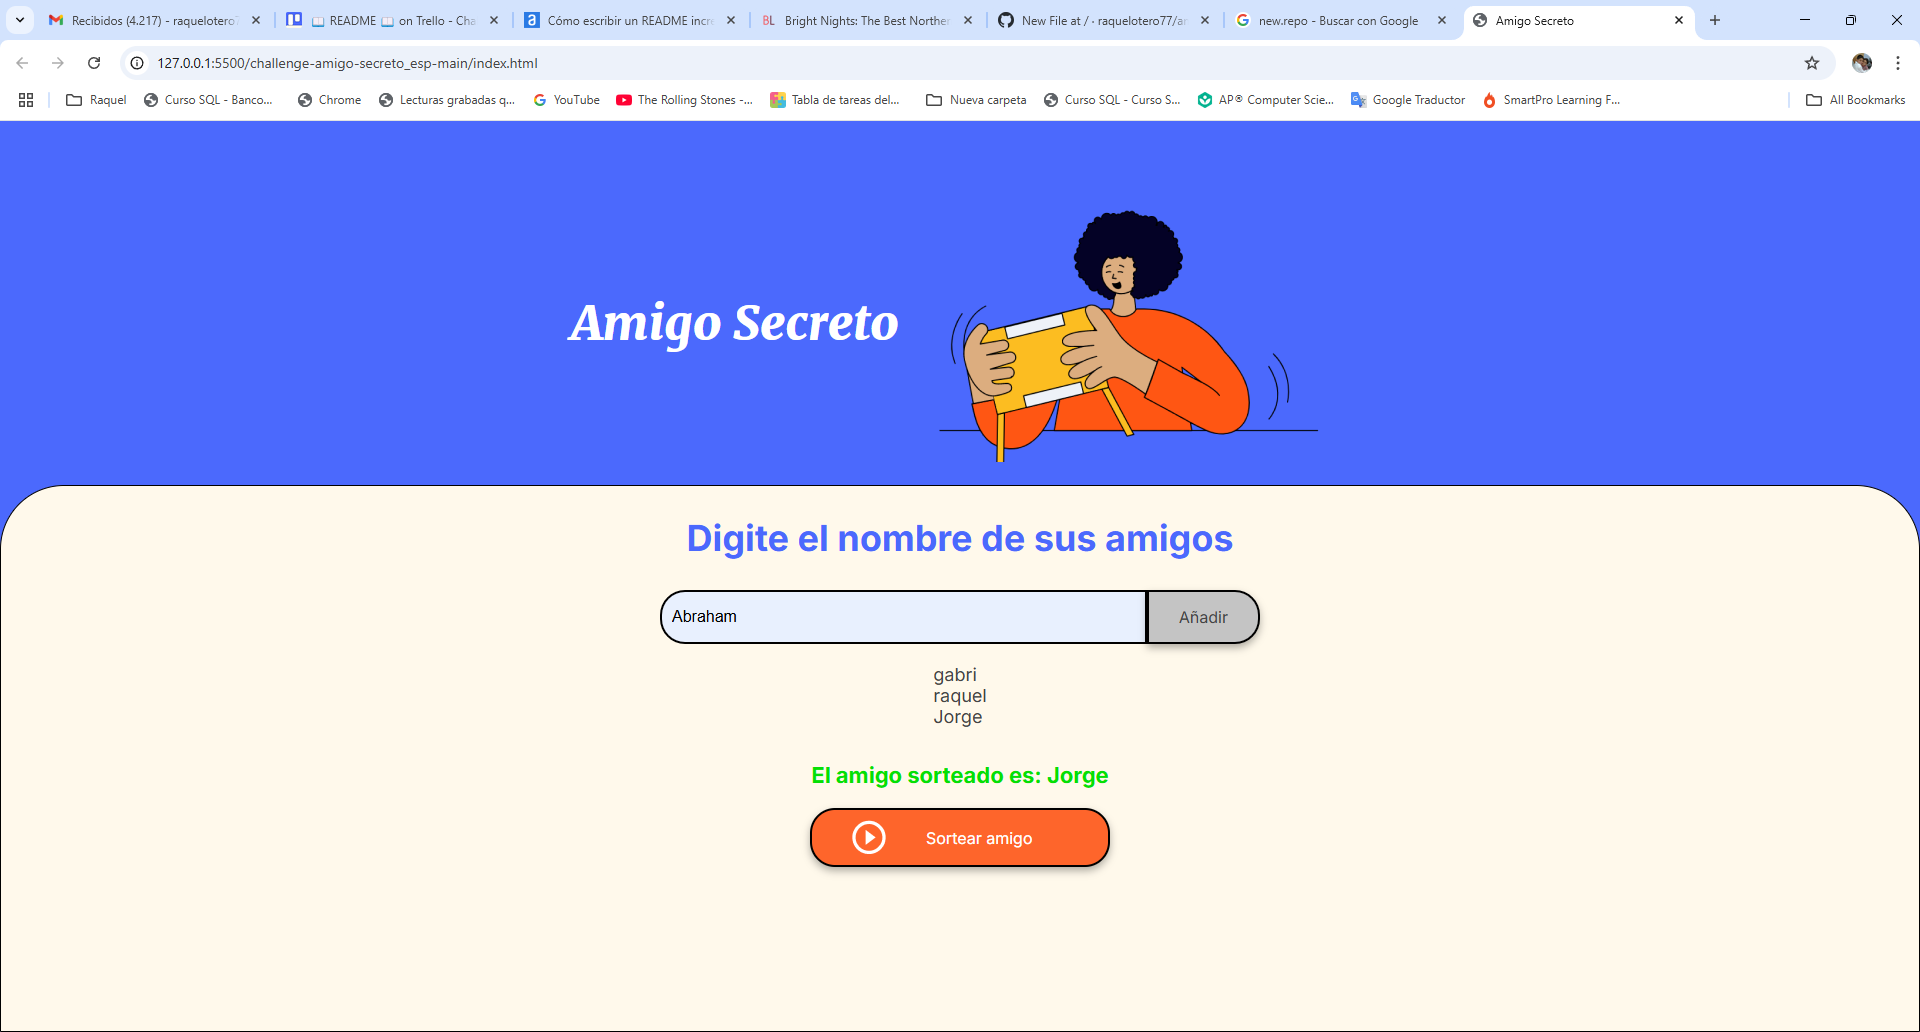 Recibidos (4.217) - raquelotero7
📖 README 📖 on Trello - Cha
Cómo escribir un README incre
BL Bright Nights: The Best Norther
New File at / · raquelotero77/an
new.repo - Buscar con Google
Amigo Secreto
127.0.0.1:5500/challenge-amigo-secreto_esp-main/index.html
Raquel
Curso SQL - Banco...
Chrome
Lecturas grabadas q...
YouTube
The Rolling Stones -...
Tabla de tareas del...
Nueva carpeta
Curso SQL - Curso S...
AP® Computer Scie...
Google Traductor
SmartPro Learning F...
All Bookmarks
Amigo Secreto
Digite el nombre de sus amigos
Abraham
Añadir
gabri
raquel
Jorge
El amigo sorteado es: Jorge
Sortear amigo